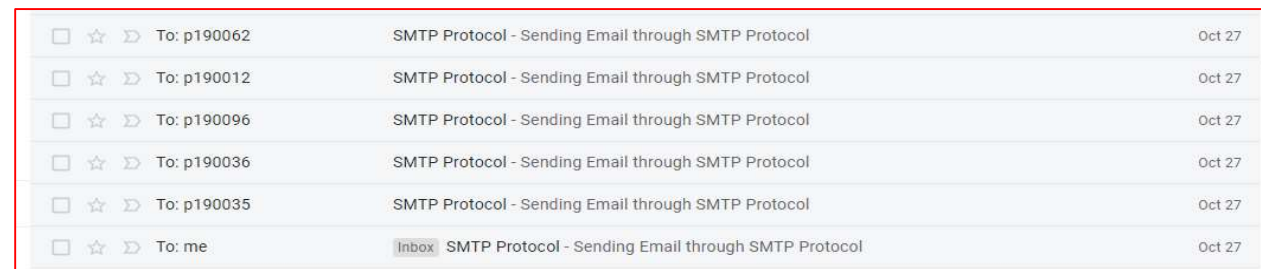 To: p190062 SMTP Protocol - Sending Email through SMTP Protocol Oct 27
To: p190012 SMTP Protocol - Sending Email through SMTP Protocol Oct 27
To: p190096 SMTP Protocol - Sending Email through SMTP Protocol Oct 27
To: p190036 SMTP Protocol - Sending Email through SMTP Protocol Oct 27
To: p190035 SMTP Protocol - Sending Email through SMTP Protocol Oct 27
To: me Inbox SMTP Protocol - Sending Email through SMTP Protocol Oct 27